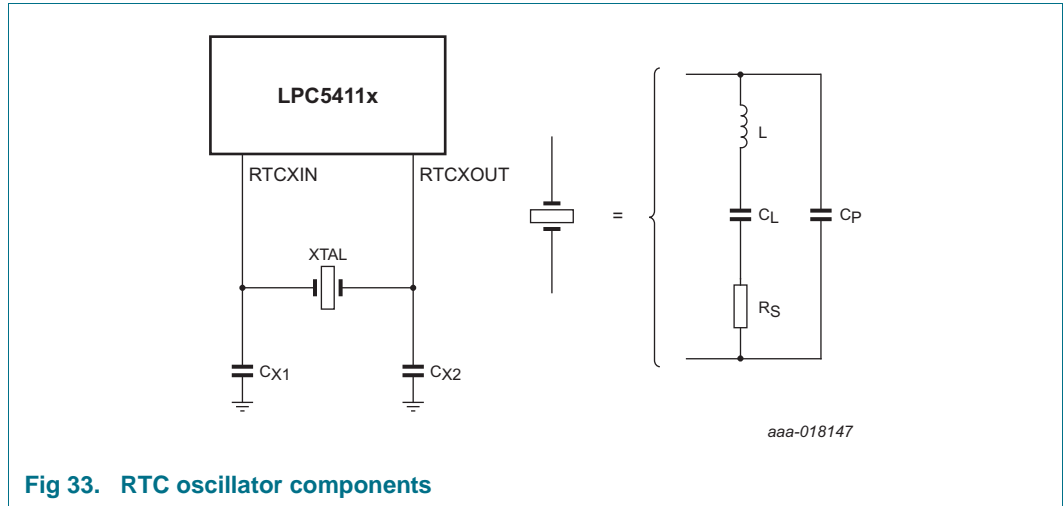 LPC5411x
RTCXIN RTCXOUT
XTAL
CX1 CX2
=
L
CL CP
RS
aaa-018147
Fig 33. RTC oscillator components